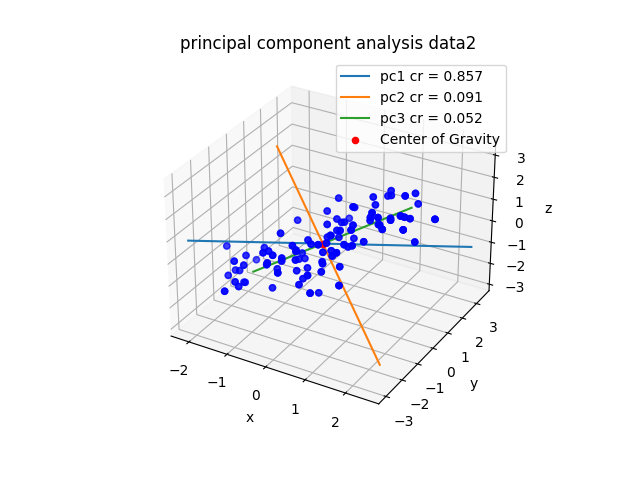 principal component analysis data2
pc1 cr = 0.857
pc2 cr = 0.091
pc3 cr = 0.052
Center of Gravity
3
2
1
0
−1
−2
−3
z
−2
−1
0
1
2
x
−3
−2
−1
0
1
2
3
y